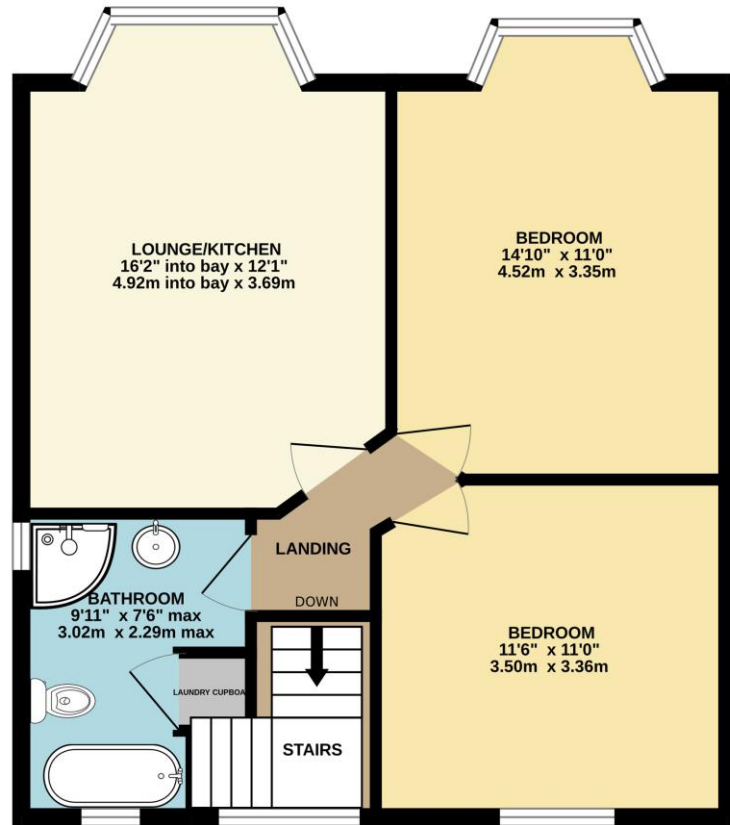 LOUNGE/KITCHEN
16'2" into bay x 12'1"
4.92m into bay x 3.69m
BEDROOM
14'10" x 11'0"
4.52m x 3.35m
LANDING
DOWN
BATHROOM
9'11" x 7'6" max
3.02m x 2.29m max
BEDROOM
11'6" x 11'0"
3.50m x 3.36m
LAUNDRY CUPBOA
STAIRS